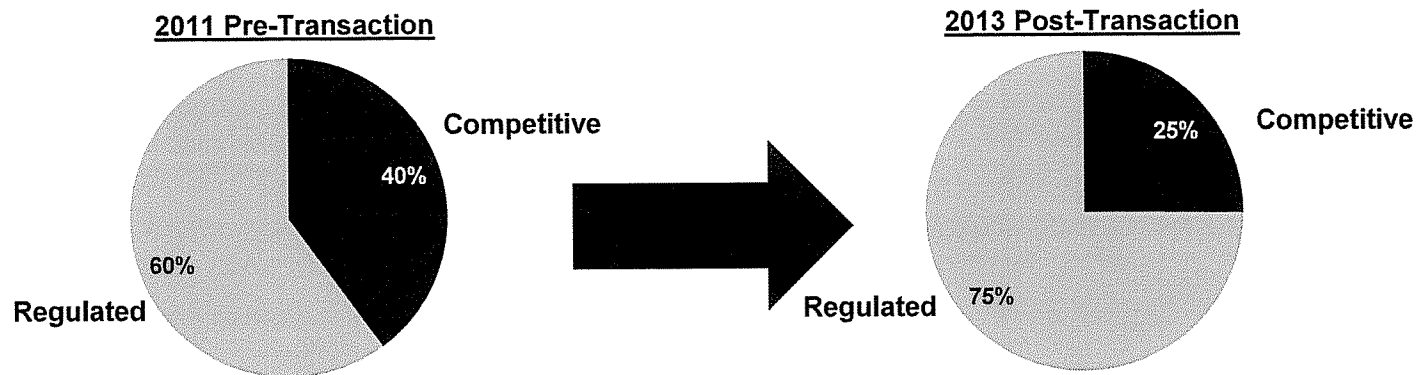 2011 Pre-Transaction
Competitive
40%
60%
Regulated
2013 Post-Transaction
25%
Competitive
Regulated
75%